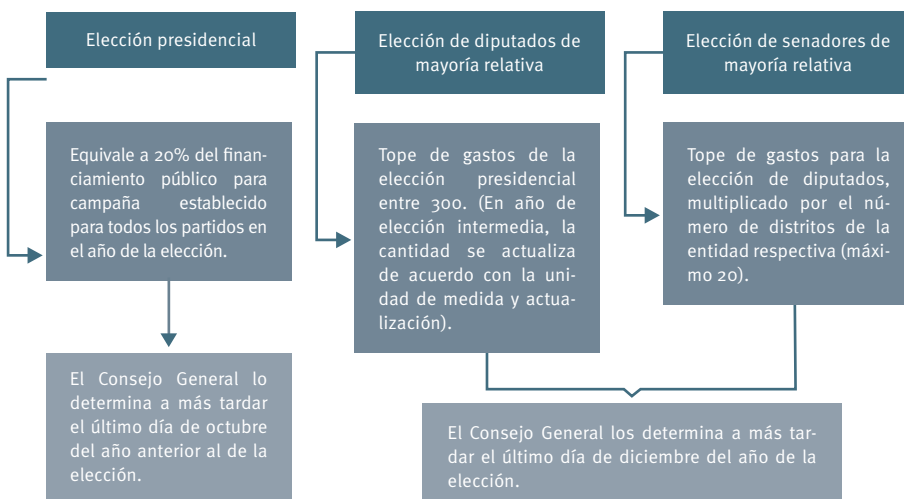 Elección presidencial
Equivale a 20% del finan-
ciamiento público para
campaña establecido
para todos los partidos en
el año de la elección.
El Consejo General lo
determina a más tardar
el último día de octubre
del año anterior al de la
elección.
Elección de diputados de
mayoría relativa
Tope de gastos de la
elección presidencial
entre 300. (En año de
elección intermedia, la
cantidad se actualiza
de acuerdo con la uni-
dad de medida y actua-
lización).
Elección de senadores de
mayoría relativa
Tope de gastos para la
elección de diputados,
multiplicado por el nú-
mero de distritos de la
entidad respectiva (máxi-
mo 20).
El Consejo General los determina a más tar-
dar el último día de diciembre del año de la
elección.